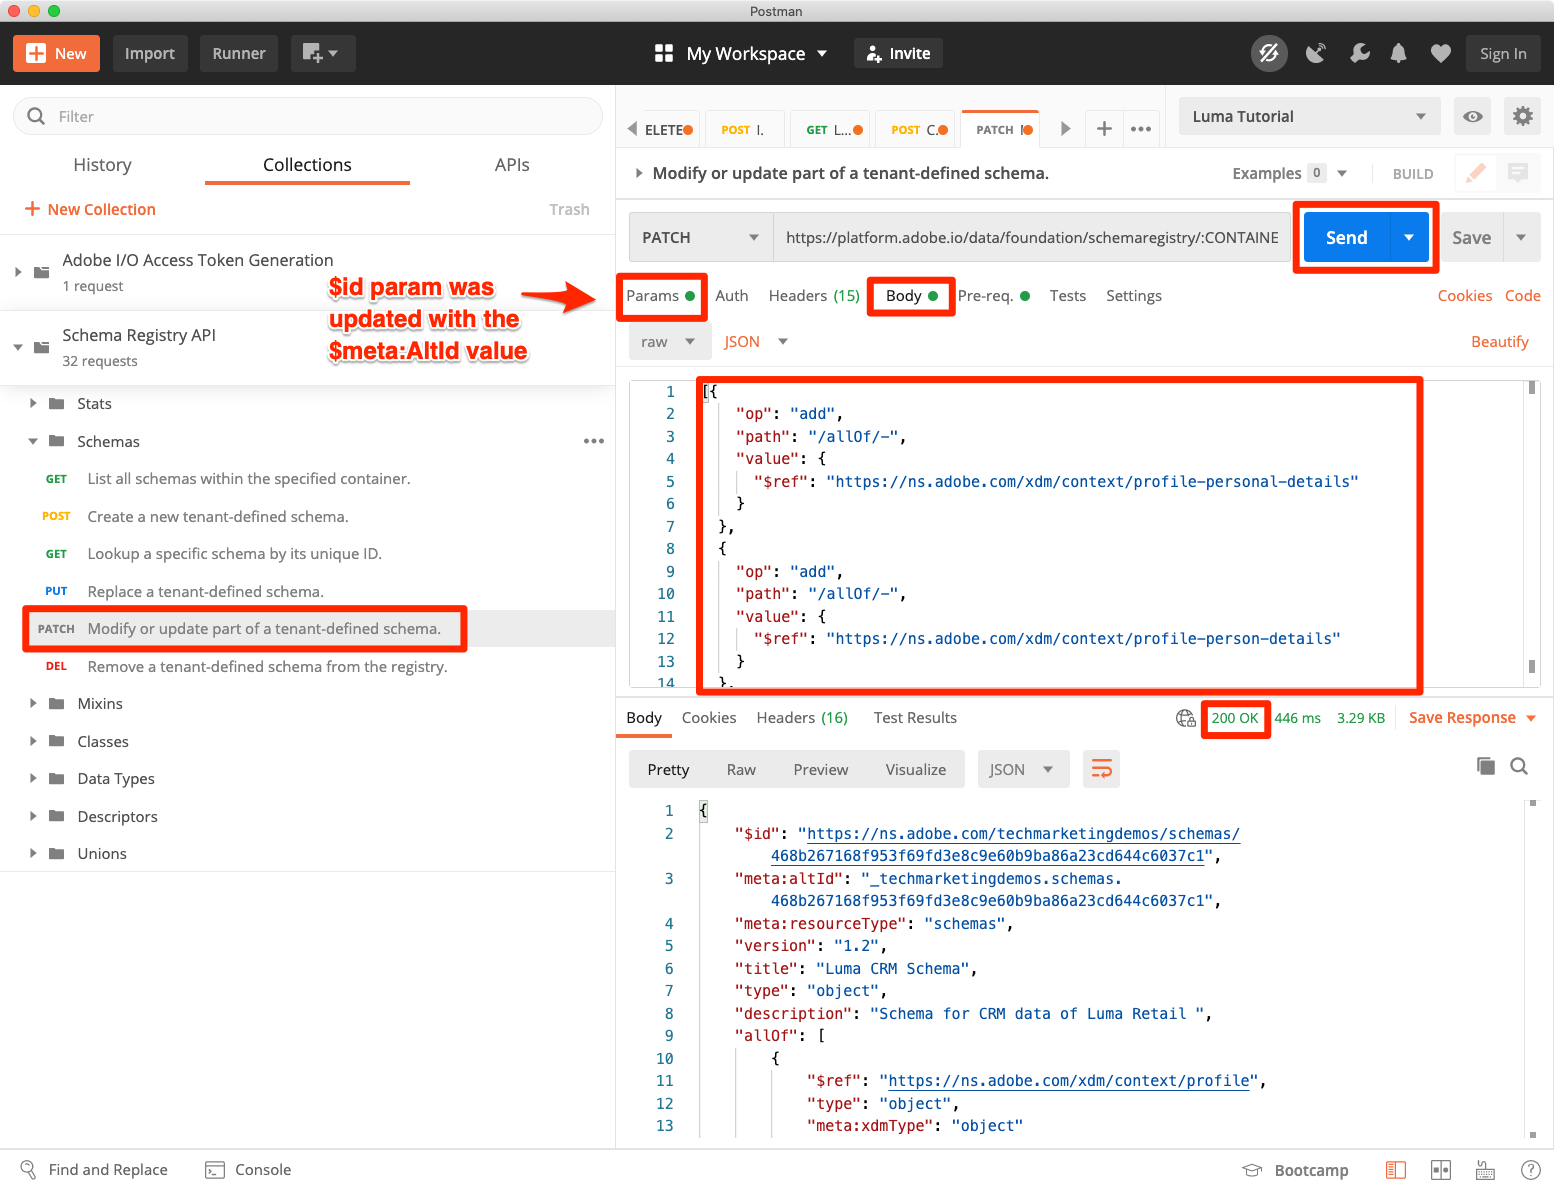 Postman
New
Import
Runner
My Workspace
Invite
Sign In
Filter
History
Collections
APIs
New Collection
Trash
Adobe I/O Access Token Generation
1 request
Schema Registry API
32 requests
$id param was
updated with the
$meta:AltId value
Stats
Schemas
GET List all schemas within the specified container.
POST Create a new tenant-defined schema.
GET Lookup a specific schema by its unique ID.
PUT Replace a tenant-defined schema.
PATCH Modify or update part of a tenant-defined schema.
DEL Remove a tenant-defined schema from the registry.
Mixins
Classes
Data Types
Descriptors
Unions
ELETE POST I. GET L... POST C. PATCH
Luma Tutorial
Modify or update part of a tenant-defined schema.
Examples 0 BUILD
PATCH https://platform.adobe.io/data/foundation/schemaregistry/:CONTAINE Send Save
Params Auth Headers (15) Body Pre-req. Tests Settings Cookies Code
raw JSON Beautify
1 [{
2 "op": "add",
3 "path": "/allOf/-",
4 "value": {
5 "$ref": "https://ns.adobe.com/xdm/context/profile-personal-details"
6 }
7 },
8 {
9 "op": "add",
10 "path": "/allOf/-",
11 "value": {
12 "$ref": "https://ns.adobe.com/xdm/context/profile-person-details"
13 }
14 },
Body Cookies Headers (16) Test Results 200 OK 446 ms 3.29 KB Save Response
Pretty Raw Preview Visualize JSON
1 {
2 "$id": "https://ns.adobe.com/techmarketingdemos/schemas/
468b267168f953f69fd3e8c9e60b9ba86a23cd644c6037c1",
3 "meta:altId": "_techmarketingdemos.schemas.
468b267168f953f69fd3e8c9e60b9ba86a23cd644c6037c1",
4 "meta:resourceType": "schemas",
5 "version": "1.2",
6 "title": "Luma CRM Schema",
7 "type": "object",
8 "description": "Schema for CRM data of Luma Retail ",
9 "allOf": [
10 {
11 "$ref": "https://ns.adobe.com/xdm/context/profile",
12 "type": "object",
13 "meta:xdmType": "object"
Find and Replace
Console
Bootcamp